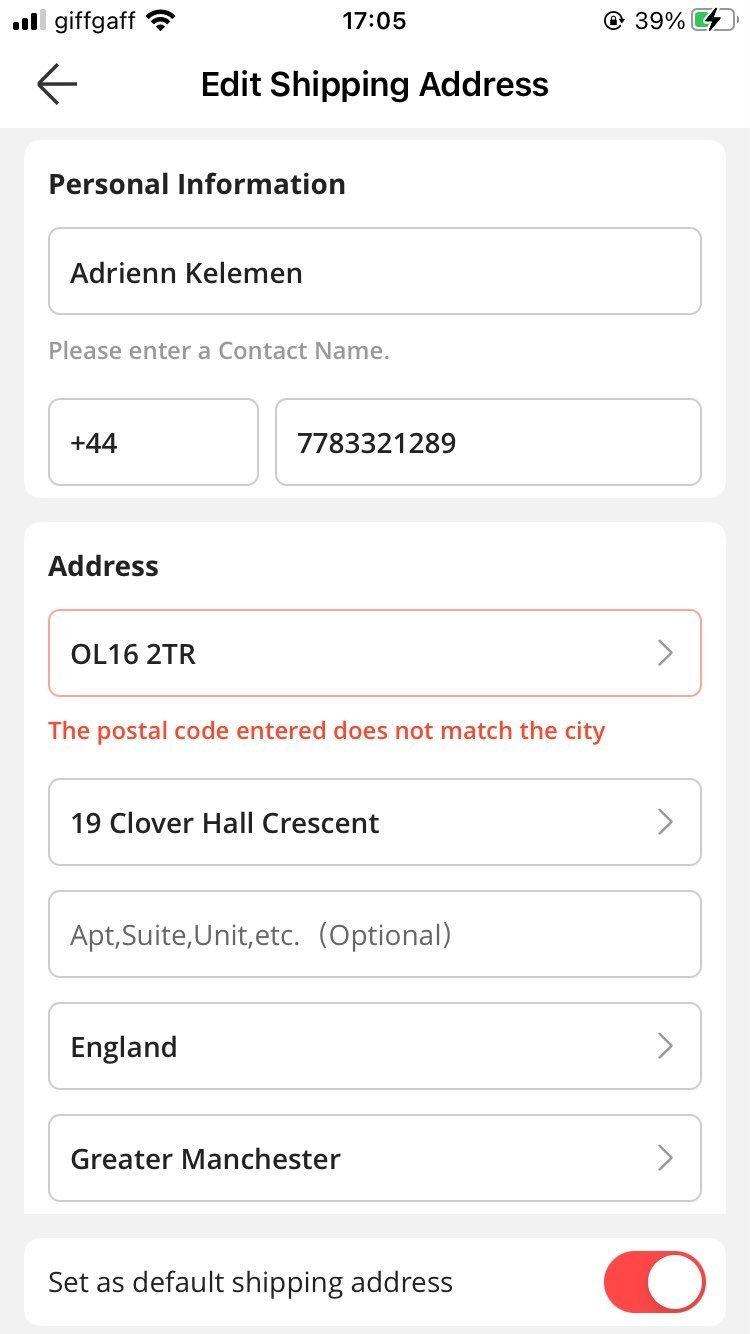 giffgaff 17:05 39%
Edit Shipping Address
Personal Information
Adrienn Kelemen
Please enter a Contact Name.
+44 7783321289
Address
OL16 2TR
The postal code entered does not match the city
19 Clover Hall Crescent
Apt,Suite,Unit,etc. (Optional)
England
Greater Manchester
Set as default shipping address